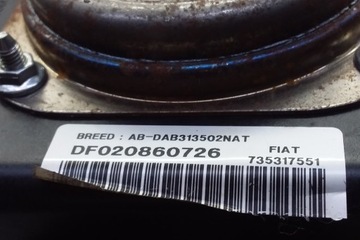 BREED : AB-DAB313502NAT
DF020860726 FIAT
735317551